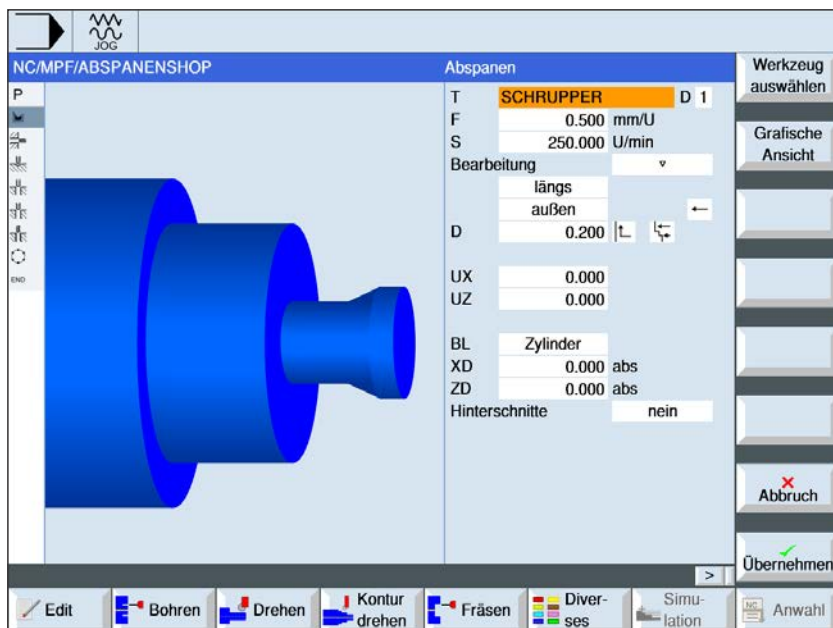 JOG
NC/MPF/ABSPANENSHOP
Abspanen
P
END
T SCHRUPPER D 1
F 0.500 mm/U
S 250.000 U/min
Bearbeitung ▿
längs
außen ←
D 0.200
UX 0.000
UZ 0.000
BL Zylinder
XD 0.000 abs
ZD 0.000 abs
Hinterschnitte nein
Werkzeug
auswählen
Grafische
Ansicht
Abbruch
Übernehmen
>
Edit
Bohren
Drehen
Kontur
drehen
Fräsen
Diver-
ses
Simu-
lation
NC
Anwahl